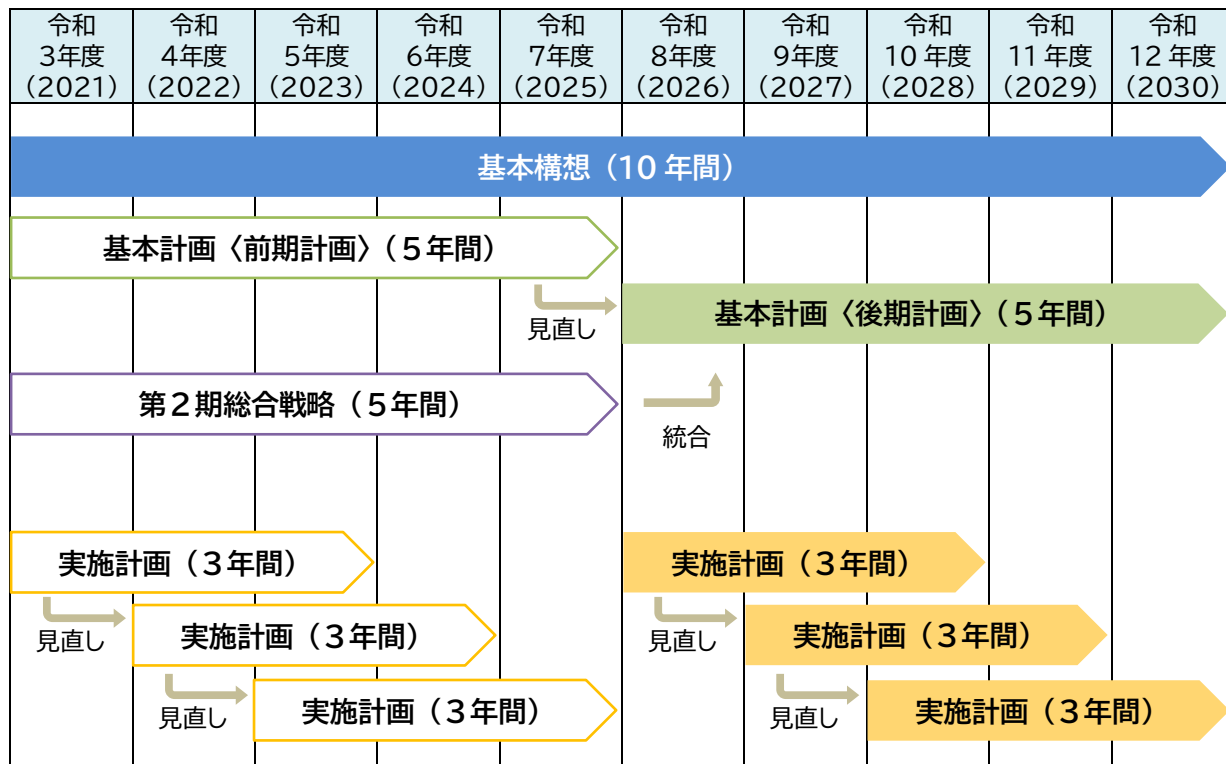 令和
3年度
(2021)
令和
4年度
(2022)
令和
5年度
(2023)
令和
6年度
(2024)
令和
7年度
(2025)
令和
8年度
(2026)
令和
9年度
(2027)
令和
10 年度
(2028)
令和
11 年度
(2029)
令和
12 年度
(2030)
基本構想（10 年間）
基本計画〈前期計画〉（５年間）
見直し
基本計画〈後期計画〉（５年間）
第２期総合戦略（５年間）
統合
実施計画（３年間）
実施計画（３年間）
見直し
実施計画（３年間）
見直し
実施計画（３年間）
見直し
実施計画（３年間）
見直し
実施計画（３年間）